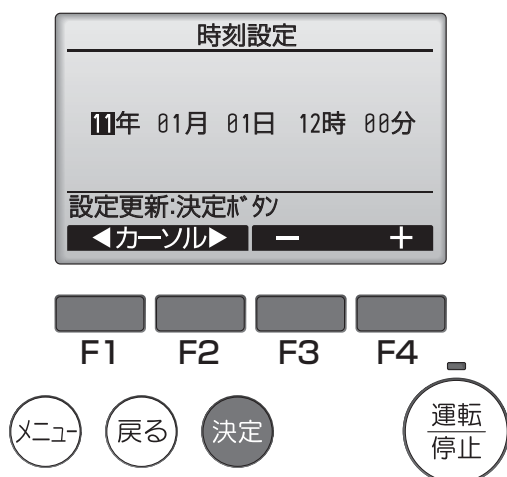 時刻設定
11年 01月 01日 12時 00分
設定更新:決定ボタン
◀カーソル▶ − +
F1 F2 F3 F4
メニュー 戻る 決定 運転
停止